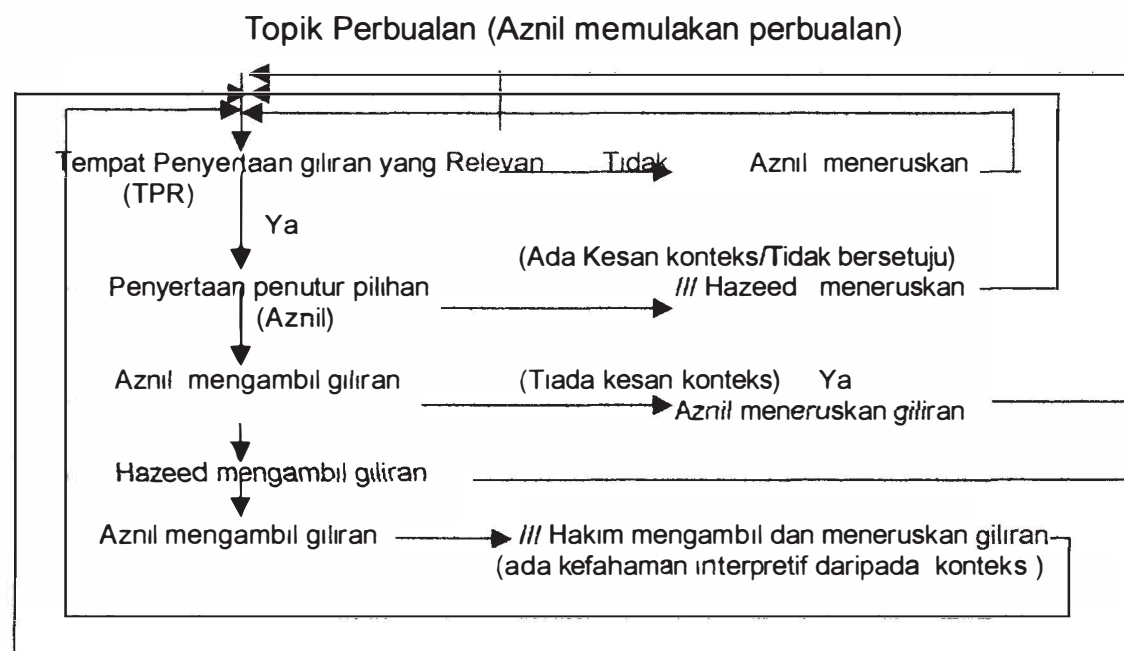 Topik Perbualan (Aznil memulakan perbualan)
Tempat Penyertaan giliran yang Relevan Tidak Aznil meneruskan
(TPR)
Ya
(Ada Kesan konteks/Tidak bersetuju)
Penyertaan penutur pilihan /// Hazeed meneruskan
(Aznil)
Aznil mengambil giliran (Tiada kesan konteks) Ya
Aznil meneruskan giliran
Hazeed mengambil giliran
Aznil mengambil giliran /// Hakim mengambil dan meneruskan giliran
(ada kefahaman interpretif daripada konteks )